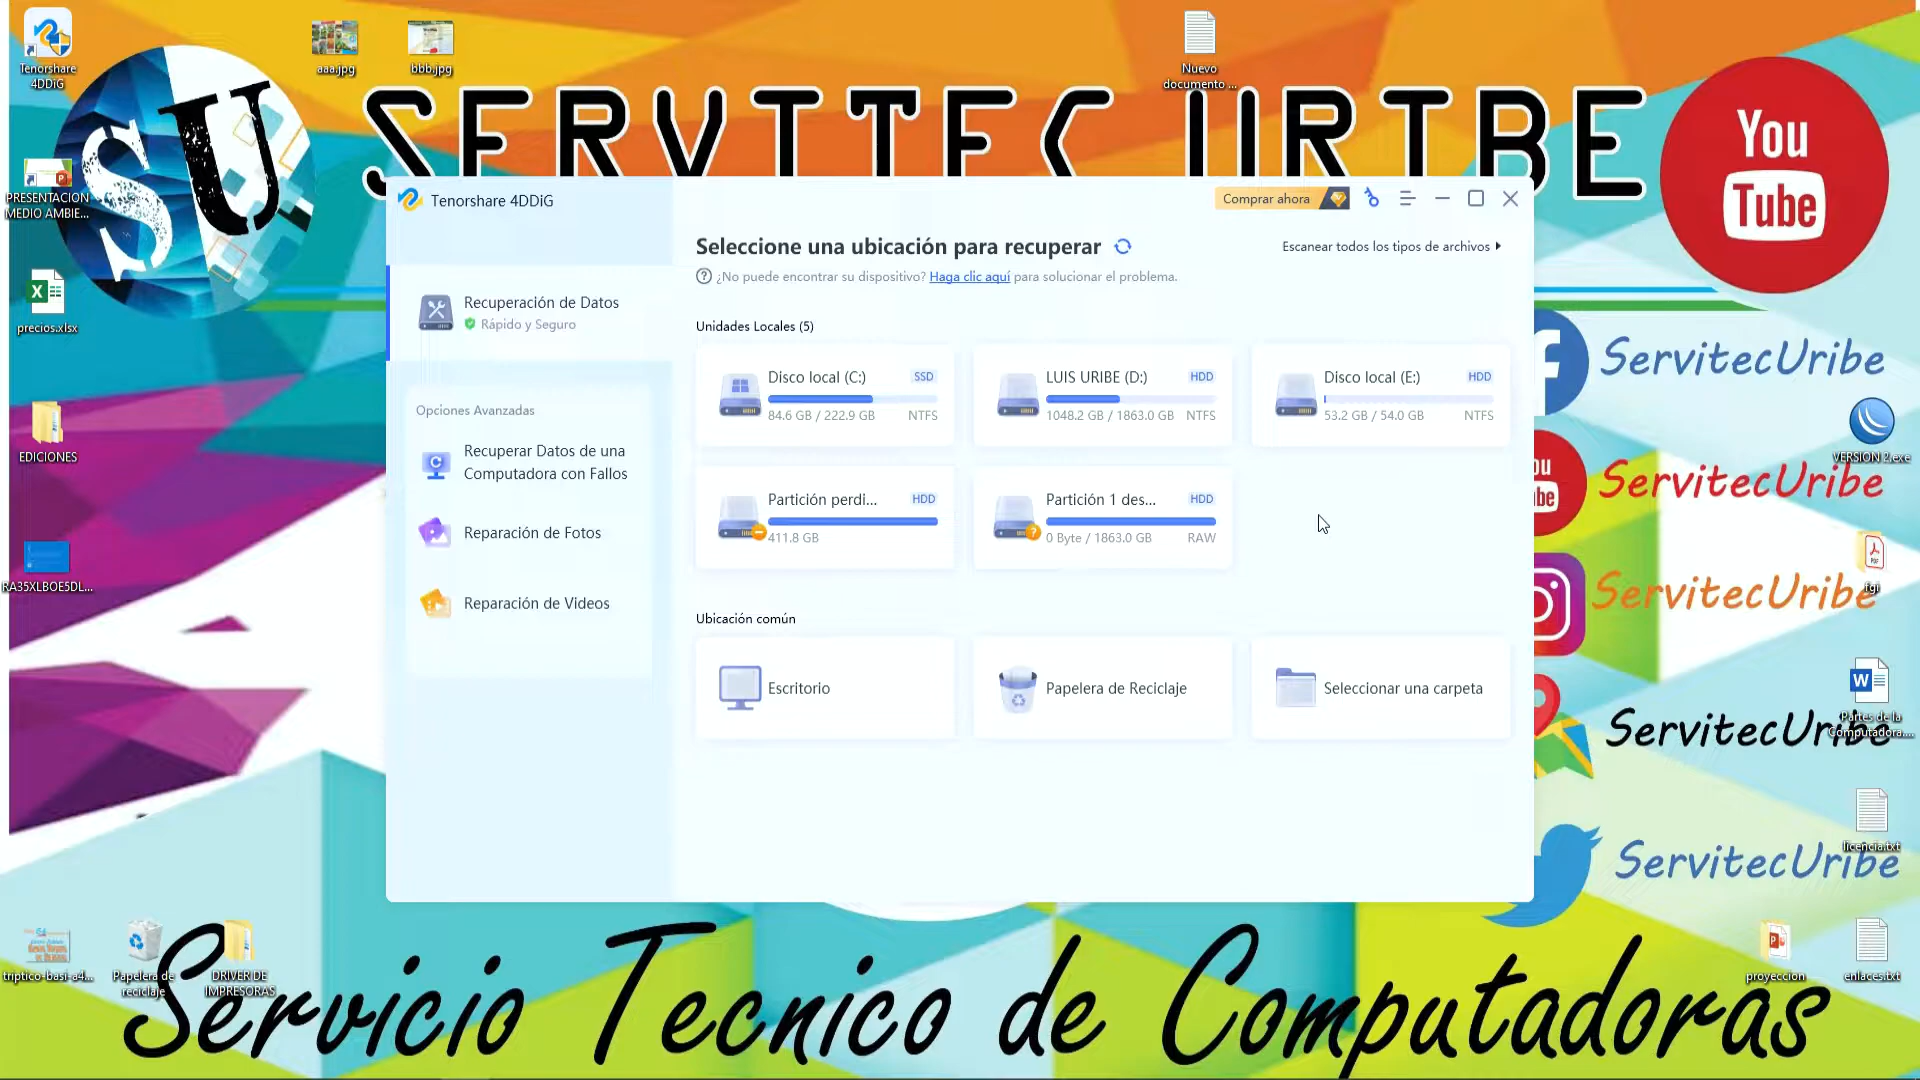 Tenorshare
4DDiG
aaa.jpg
bbb.jpg
Nuevo
documento ...
SERVITEC URIBE
SU
You
Tube
PRESENTACION
MEDIO AMBIE...
precios.xlsx
EDICIONES
RA35XLBOE5DL...
Tenorshare 4DDiG
Comprar ahora
Recuperación de Datos
Rápido y Seguro
Opciones Avanzadas
Recuperar Datos de una
Computadora con Fallos
Reparación de Fotos
Reparación de Videos
Seleccione una ubicación para recuperar
Escanear todos los tipos de archivos
¿No puede encontrar su dispositivo? Haga clic aquí para solucionar el problema.
Unidades Locales (5)
Disco local (C:) SSD
84.6 GB / 222.9 GB NTFS
LUIS URIBE (D:) HDD
1048.2 GB / 1863.0 GB NTFS
Disco local (E:) HDD
53.2 GB / 54.0 GB NTFS
Partición perdi... HDD
411.8 GB
Partición 1 des... HDD
0 Byte / 1863.0 GB RAW
Ubicación común
Escritorio
Papelera de Reciclaje
Seleccionar una carpeta
ServitecUribe
VERSION 2.exe
ServitecUribe
ServitecUribe
fgj
Partes de la
Computadora....
ServitecUribe
licencia.txt
ServitecUribe
triptico-basi-a4...
Papelera de
reciclaje
DRIVER DE
IMPRESORAS
proyeccion
enlaces.txt
Servicio Tecnico de Computadoras